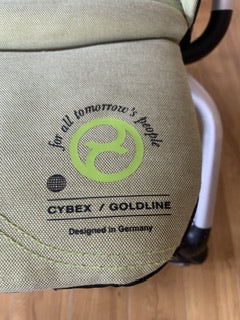 for all tomorrow's people
CYBEX / GOLDLINE
Designed in Germany